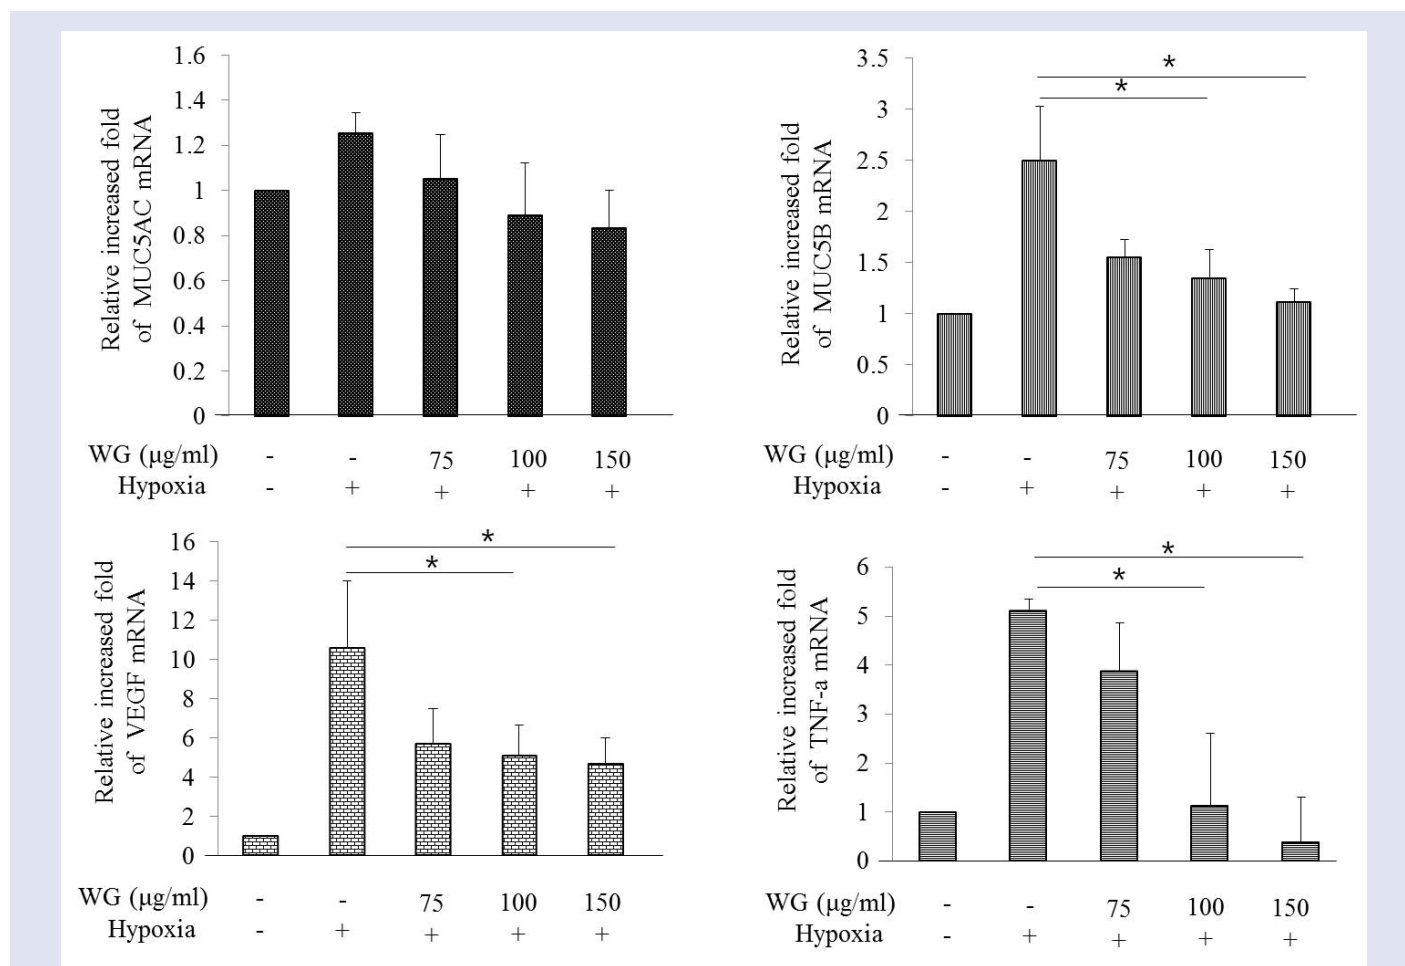 Relative increased fold
of MUC5AC mRNA
1.6
1.4
1.2
1
0.8
0.6
0.4
0.2
0
WG (μg/ml) - - 75 100 150
Hypoxia - + + + +
Relative increased fold
of MUC5B mRNA
3.5
3
2.5
2
1.5
1
0.5
0
* 
*
WG (μg/ml) - - 75 100 150
Hypoxia - + + + +
Relative increased fold
of VEGF mRNA
16
14
12
10
8
6
4
2
0
*
*
WG (μg/ml) - - 75 100 150
Hypoxia - + + + +
Relative increased fold
of TNF-a mRNA
6
5
4
3
2
1
0
*
*
WG (μg/ml) - - 75 100 150
Hypoxia - + + + +